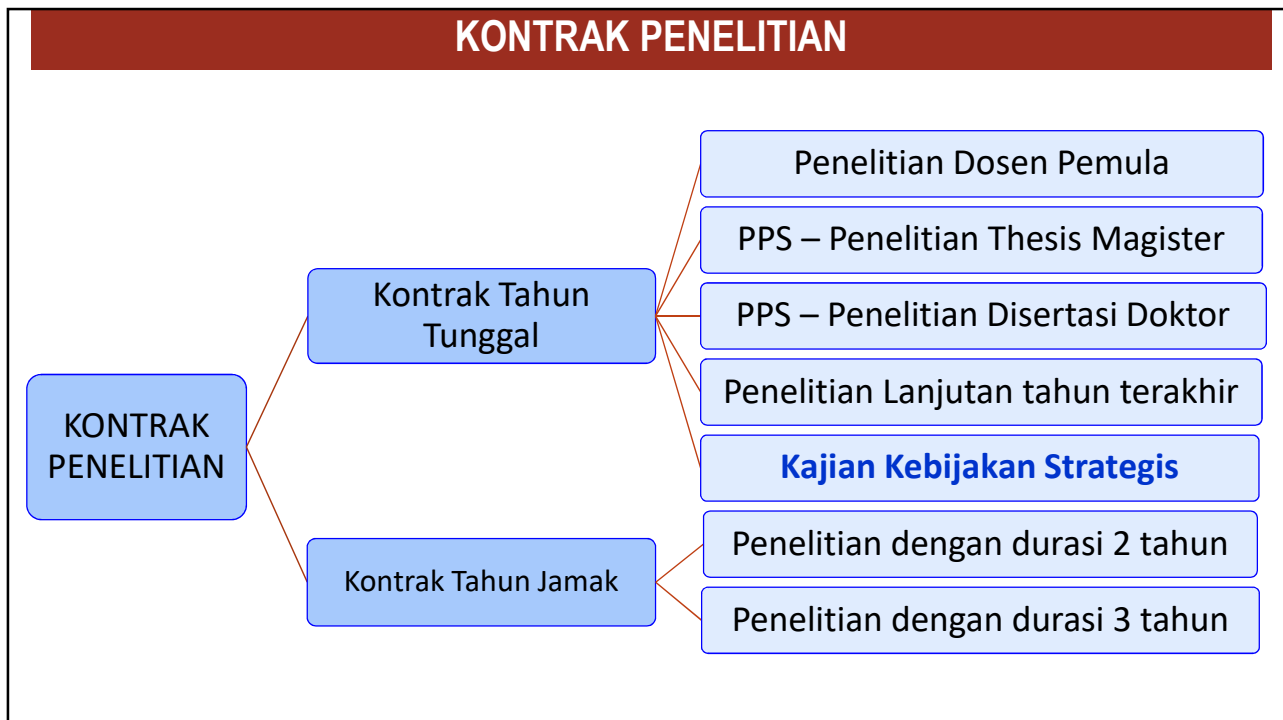 KONTRAK PENELITIAN
KONTRAK
PENELITIAN
Kontrak Tahun
Tunggal
Penelitian Dosen Pemula
PPS – Penelitian Thesis Magister
PPS – Penelitian Disertasi Doktor
Penelitian Lanjutan tahun terakhir
Kajian Kebijakan Strategis
Kontrak Tahun Jamak
Penelitian dengan durasi 2 tahun
Penelitian dengan durasi 3 tahun